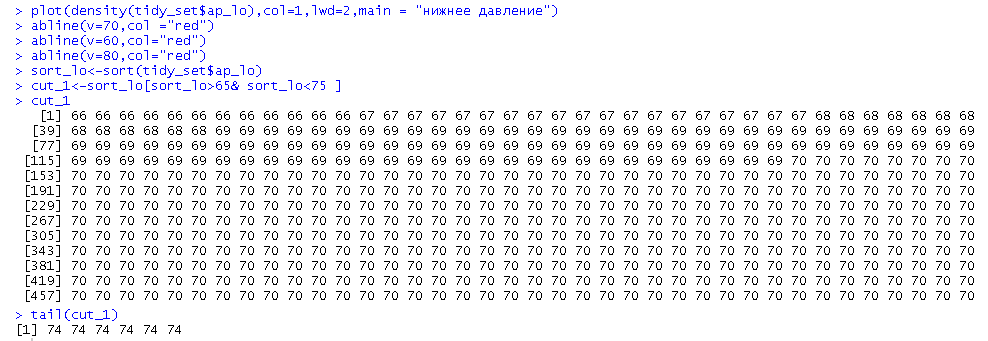 > plot(density(tidy_set$ap_lo),col=1,lwd=2,main = "нижнее давление")
> abline(v=70,col ="red")
> abline(v=60,col="red")
> abline(v=80,col="red")
> sort_lo<-sort(tidy_set$ap_lo)
> cut_1<-sort_lo[sort_lo>65& sort_lo<75 ]
> cut_1
[1] 66 66 66 66 66 66 66 66 66 66 66 66 67 67 67 67 67 67 67 67 67 67 67 67 67 67 67 67 67 67 67 68 68 68 68 68 68 68
[39] 68 68 68 68 68 68 69 69 69 69 69 69 69 69 69 69 69 69 69 69 69 69 69 69 69 69 69 69 69 69 69 69 69 69 69 69 69 69
[77] 69 69 69 69 69 69 69 69 69 69 69 69 69 69 69 69 69 69 69 69 69 69 69 69 69 69 69 69 69 69 69 69 69 69 69 69 69 69
[115] 69 69 69 69 69 69 69 69 69 69 69 69 69 69 69 69 69 69 69 69 69 69 69 69 69 69 69 69 69 69 70 70 70 70 70 70 70 70
[153] 70 70 70 70 70 70 70 70 70 70 70 70 70 70 70 70 70 70 70 70 70 70 70 70 70 70 70 70 70 70 70 70 70 70 70 70 70 70
[191] 70 70 70 70 70 70 70 70 70 70 70 70 70 70 70 70 70 70 70 70 70 70 70 70 70 70 70 70 70 70 70 70 70 70 70 70 70 70
[229] 70 70 70 70 70 70 70 70 70 70 70 70 70 70 70 70 70 70 70 70 70 70 70 70 70 70 70 70 70 70 70 70 70 70 70 70 70 70
[267] 70 70 70 70 70 70 70 70 70 70 70 70 70 70 70 70 70 70 70 70 70 70 70 70 70 70 70 70 70 70 70 70 70 70 70 70 70 70
[305] 70 70 70 70 70 70 70 70 70 70 70 70 70 70 70 70 70 70 70 70 70 70 70 70 70 70 70 70 70 70 70 70 70 70 70 70 70 70
[343] 70 70 70 70 70 70 70 70 70 70 70 70 70 70 70 70 70 70 70 70 70 70 70 70 70 70 70 70 70 70 70 70 70 70 70 70 70 70
[381] 70 70 70 70 70 70 70 70 70 70 70 70 70 70 70 70 70 70 70 70 70 70 70 70 70 70 70 70 70 70 70 70 70 70 70 70 70 70
[419] 70 70 70 70 70 70 70 70 70 70 70 70 70 70 70 70 70 70 70 70 70 70 70 70 70 70 70 70 70 70 70 70 70 70 70 70 70 70
[457] 70 70 70 70 70 70 70 70 70 70 70 70 70 70 70 70 70 70 70 70 70 70 70 70 70 70 70 70 70 70 70 70 70 70 70 70 70 70
> tail(cut_1)
[1] 74 74 74 74 74 74